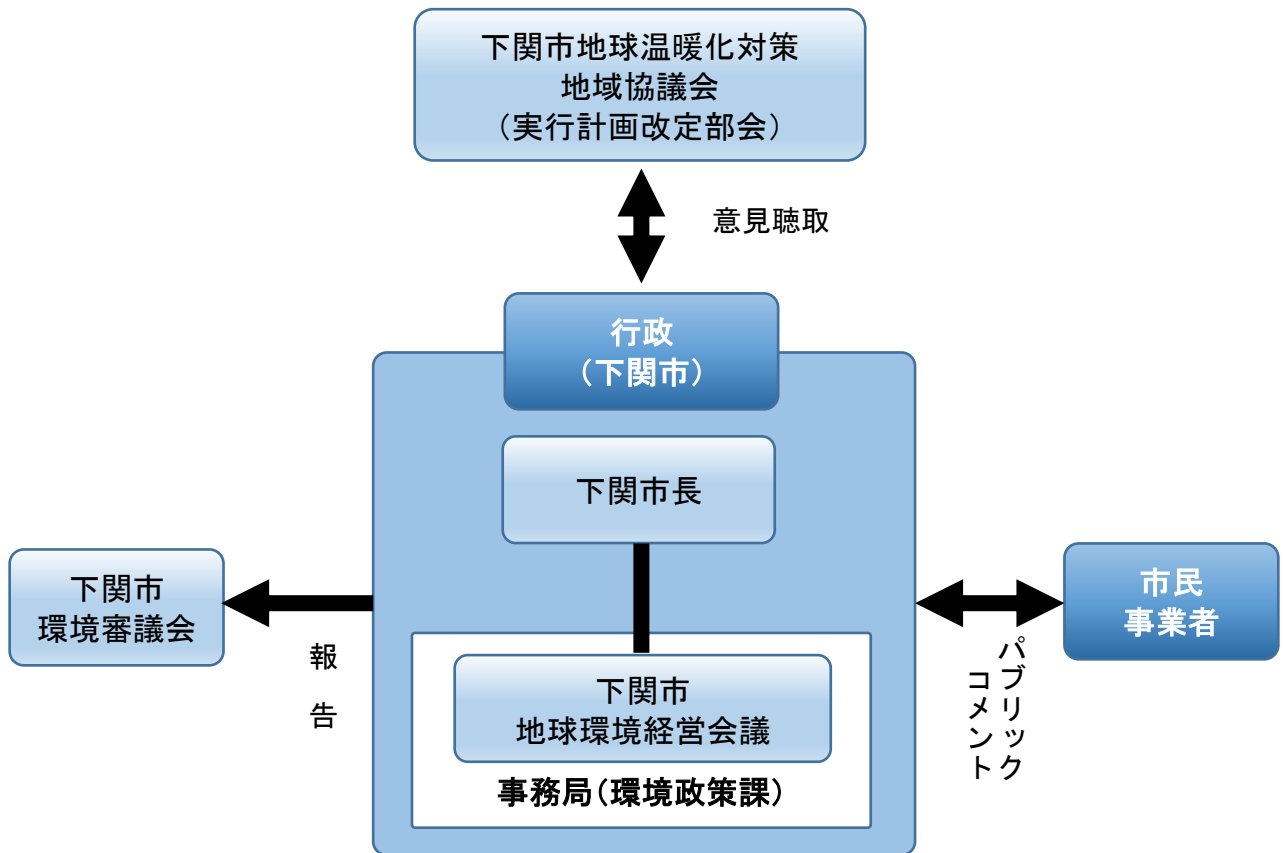 下関市地球温暖化対策
地域協議会
（実行計画改定部会）
意見聴取
行政
（下関市）
下関市長
下関市
環境審議会
報告
下関市
地球環境経営会議
事務局（環境政策課）
市民
事業者
パブリック
コメント